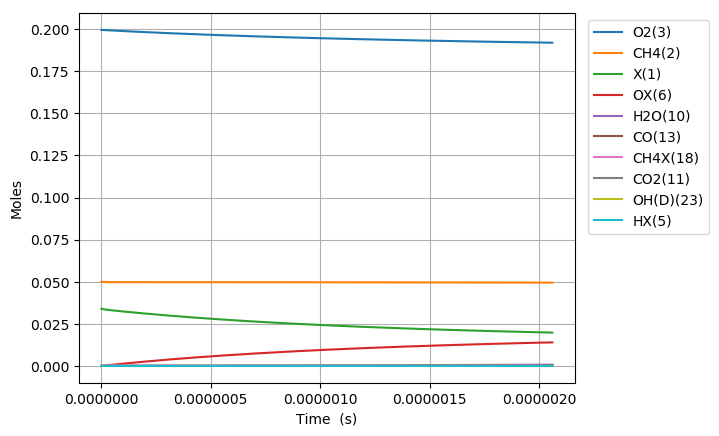 0.200
0.175
0.150
0.125
0.100
0.075
0.050
0.025
0.000
Moles
0.0000000 0.0000005 0.0000010 0.0000015 0.0000020
Time  (s)
O2(3)
CH4(2)
X(1)
OX(6)
H2O(10)
CO(13)
CH4X(18)
CO2(11)
OH(D)(23)
HX(5)